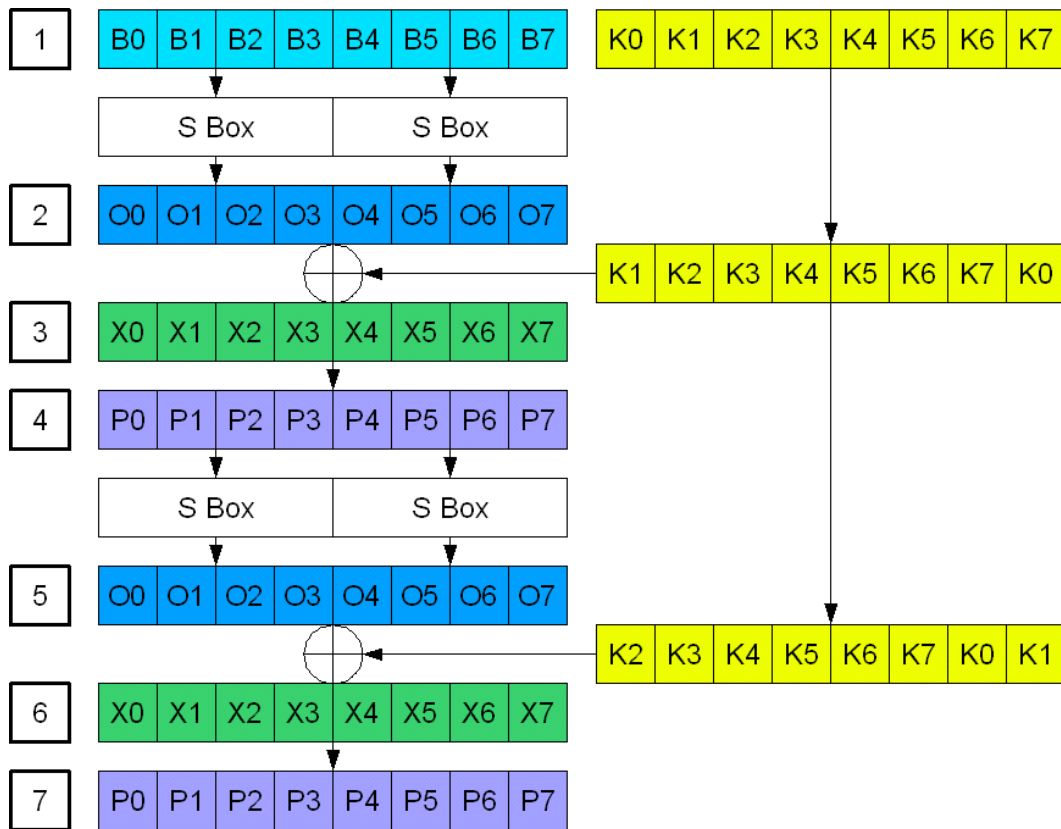 1 B0 B1 B2 B3 B4 B5 B6 B7 K0 K1 K2 K3 K4 K5 K6 K7
S Box S Box
2 O0 O1 O2 O3 O4 O5 O6 O7
K1 K2 K3 K4 K5 K6 K7 K0
3 X0 X1 X2 X3 X4 X5 X6 X7
4 P0 P1 P2 P3 P4 P5 P6 P7
S Box S Box
5 O0 O1 O2 O3 O4 O5 O6 O7
K2 K3 K4 K5 K6 K7 K0 K1
6 X0 X1 X2 X3 X4 X5 X6 X7
7 P0 P1 P2 P3 P4 P5 P6 P7